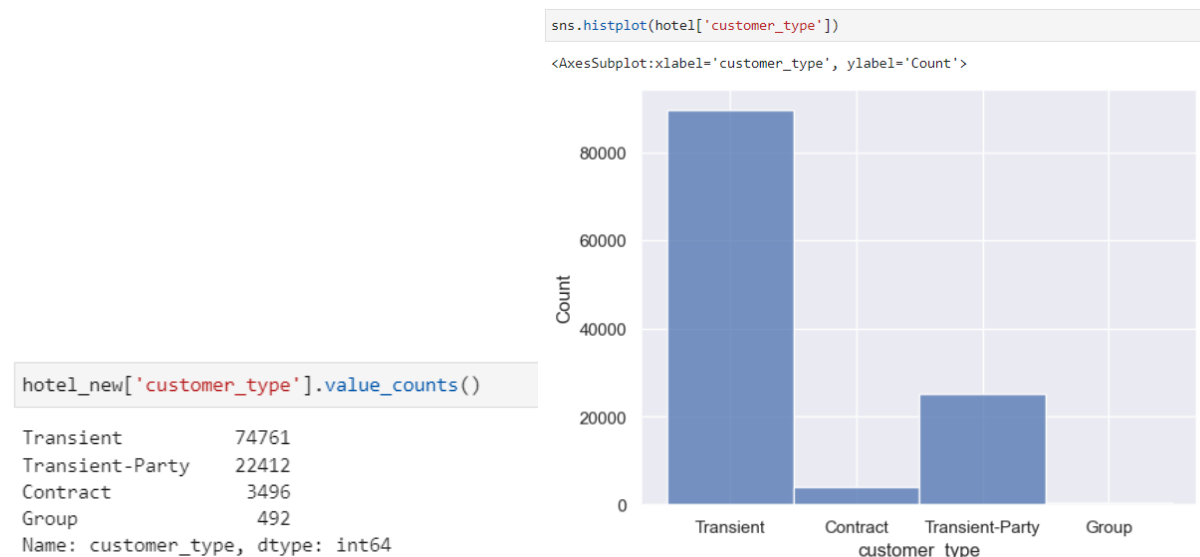 sns.histplot(hotel['customer_type'])
<AxesSubplot:xlabel='customer_type', ylabel='Count'>
80000
60000
40000
20000
0
Count
Transient Contract Transient-Party Group
customer_type
hotel_new['customer_type'].value_counts()
Transient 74761
Transient-Party 22412
Contract 3496
Group 492
Name: customer_type, dtype: int64